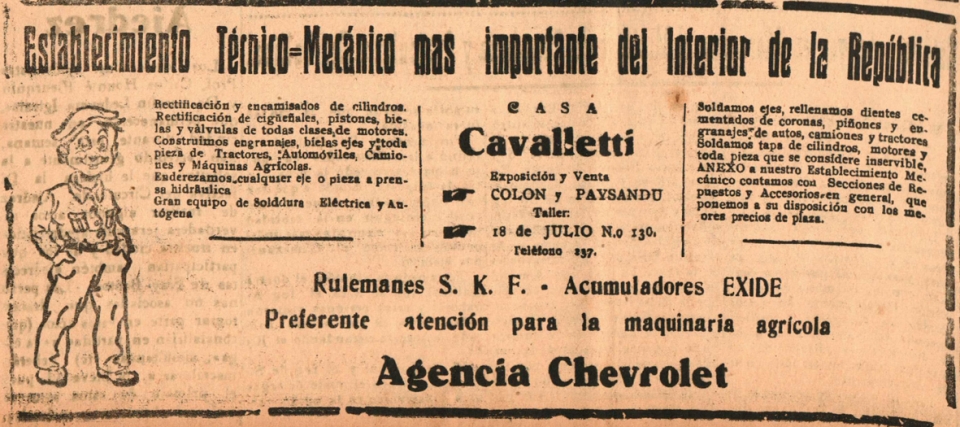 Establecimiento Técnico=Mecánico mas importante del Interior de la República
Rectificación y encamisados de cilindros.
Rectificación de cigüeñales, pistones, bie-
las y válvulas de todas clases, de motores.
Construimos engranajes, bielas ejes y toda
pieza de Tractores, Automóviles, Camio-
nes y Máquinas Agrícolas.
Enderezamos cualquier eje o pieza a pren-
sa hidráulica
Gran equipo de Solddura Eléctrica y Au-
tógena
CASA
Cavalletti
Exposición y Venta
COLON y PAYSANDU
Taller:
18 de JULIO N.o 130.
Teléfono 237.
Soldamos ejes, rellenamos dientes ce-
mentados de coronas, piñones y en-
granajes de autos, camiones y tractores
Soldamos tapa de cilindros, motores y
toda pieza que se considere inservible,
ANEXO a nuestro Establecimiento Me-
cánico contamos con Secciones de Re-
puestos y Accesorios en general, que
ponemos a su disposición con los me-
ores precios de plaza.
Rulemanes S. K. F. - Acumuladores EXIDE
Preferente atención para la maquinaria agrícola
Agencia Chevrolet